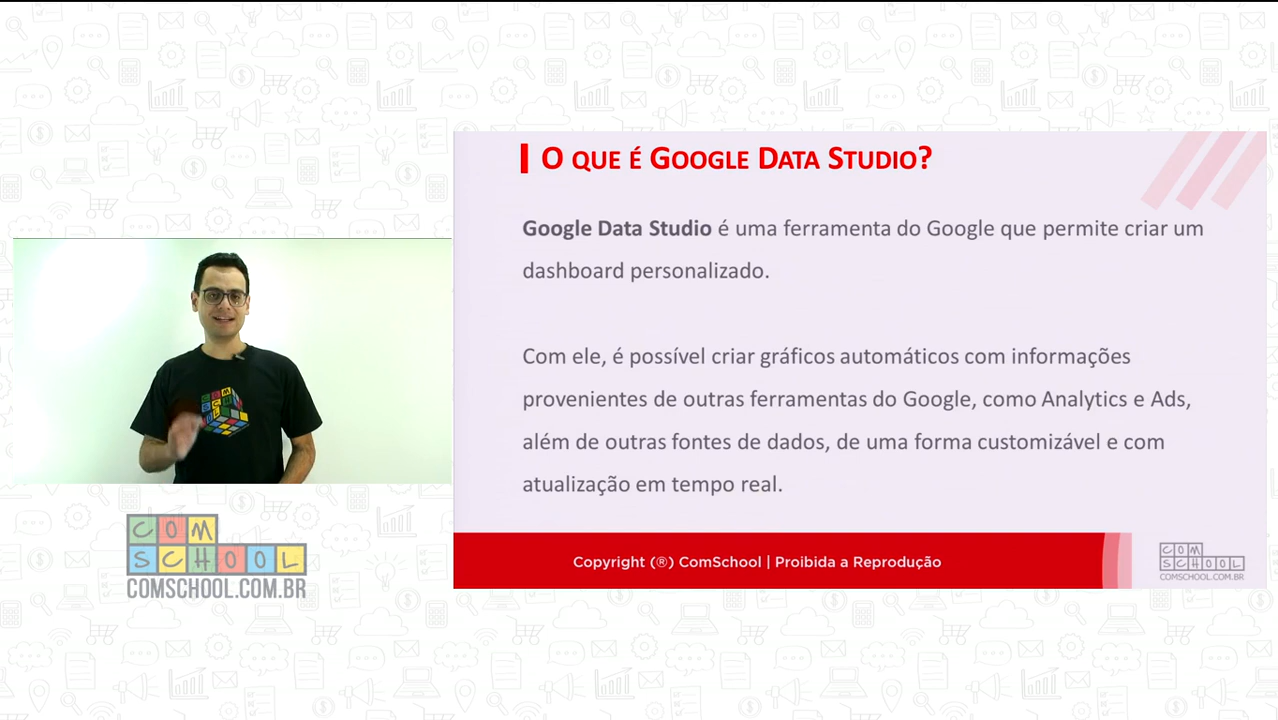 O QUE É GOOGLE DATA STUDIO?
Google Data Studio é uma ferramenta do Google que permite criar um
dashboard personalizado.
Com ele, é possível criar gráficos automáticos com informações
provenientes de outras ferramentas do Google, como Analytics e Ads,
além de outras fontes de dados, de uma forma customizável e com
atualização em tempo real.
COM
SCHOOL
COMSCHOOL.COM.BR
Copyright (®) ComSchool | Proibida a Reprodução
COM
SCHOOL
COMSCHOOL.COM.BR